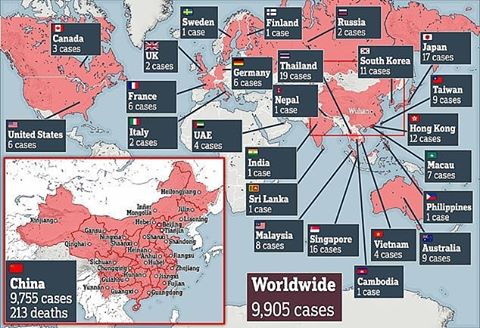 Canada
3 cases
Sweden
1 case
Finland
1 case
Russia
2 cases
UK
2 cases
Germany
6 cases
Thailand
19 cases
South Korea
11 cases
Japan
17 cases
Taiwan
9 cases
France
6 cases
Nepal
1 case
Wuhan
Hong Kong
12 cases
United States
6 cases
Italy
2 cases
UAE
4 cases
India
1 case
Macau
7 cases
Sri Lanka
1 case
Philippines
1 case
Malaysia
8 cases
Singapore
16 cases
Vietnam
4 cases
Australia
9 cases
Cambodia
1 case
Heilongjiang
Jilin
Liaoning
Inner
Mongolia
Xinjiang
Beijing
Hebei
Tianjin
Gansu
Shandong
Ningxia
Shanxi
Qinghai
Shaanxi
Henan
Jiangsu
Anhui
Shanghai
Sichuan
Hubei
Zhejiang
Chongqing
Hunan
Jiangxi
Guizhou
Fujian
Yunnan
Guangxi
Guangdong
China
9,755 cases
213 deaths
Worldwide
9,905 cases